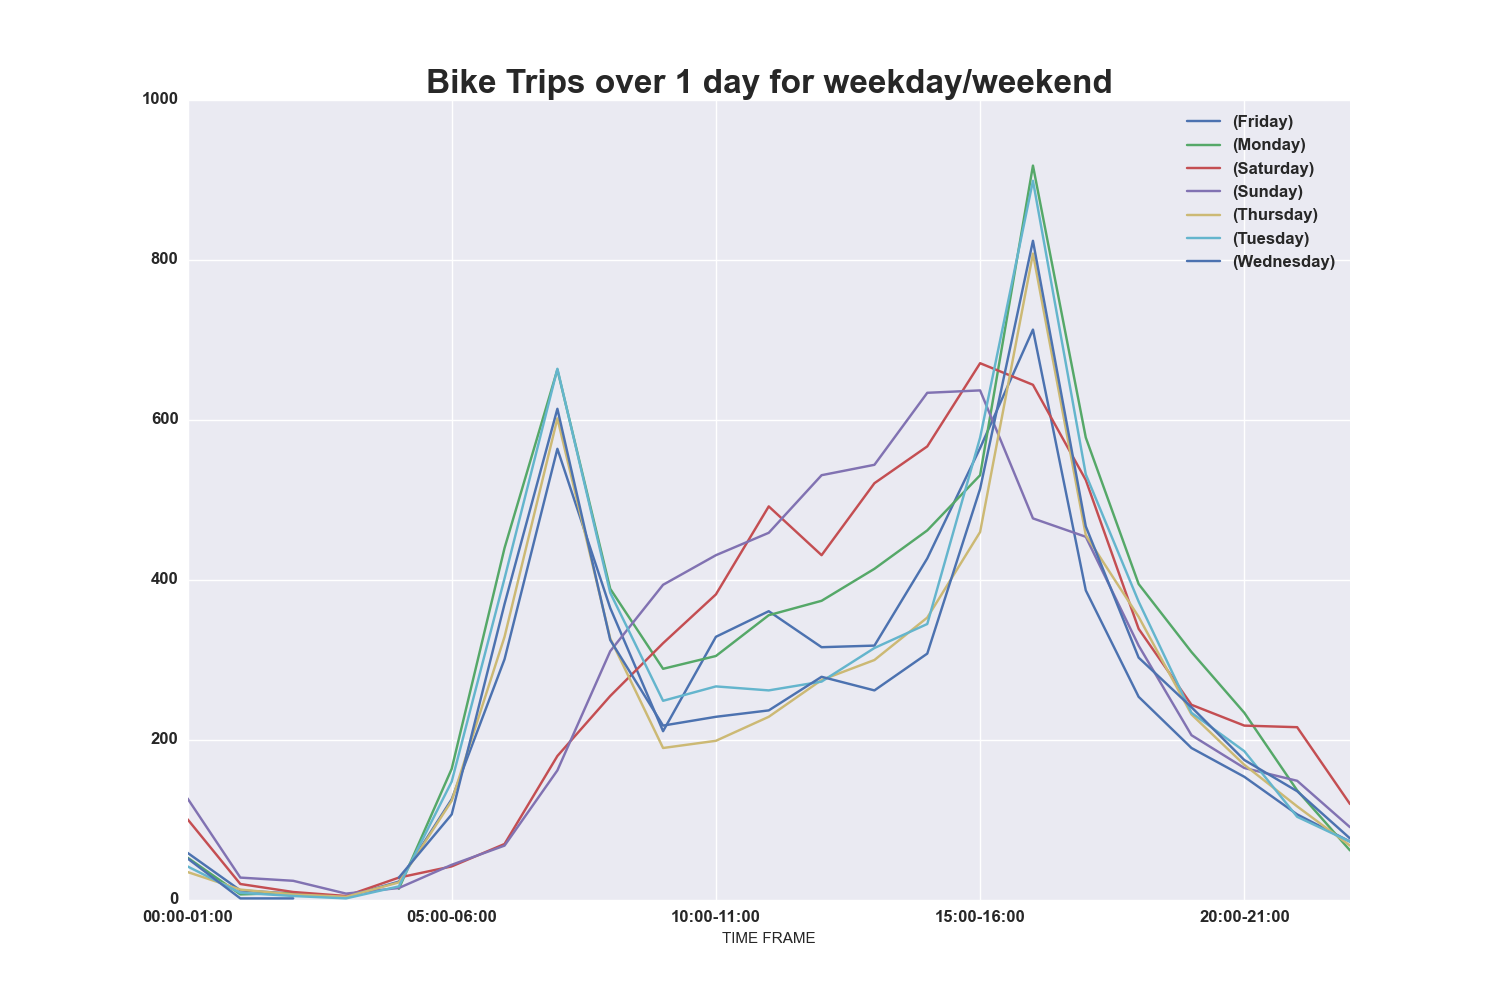 Bike Trips over 1 day for weekday/weekend
1000
800
600
400
200
0
(Friday)
(Monday)
(Saturday)
(Sunday)
(Thursday)
(Tuesday)
(Wednesday)
00:00-01:00 05:00-06:00 10:00-11:00 15:00-16:00 20:00-21:00
TIME FRAME